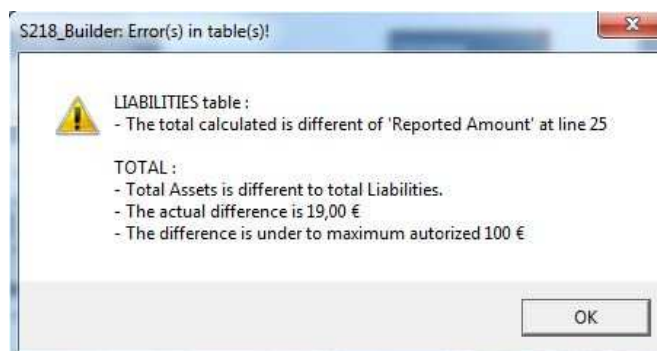 S218_Builder: Error(s) in table(s)!
LIABILITIES table :
- The total calculated is different of 'Reported Amount' at line 25
TOTAL :
- Total Assets is different to total Liabilities.
- The actual difference is 19,00 €
- The difference is under to maximum autorized 100 €
OK